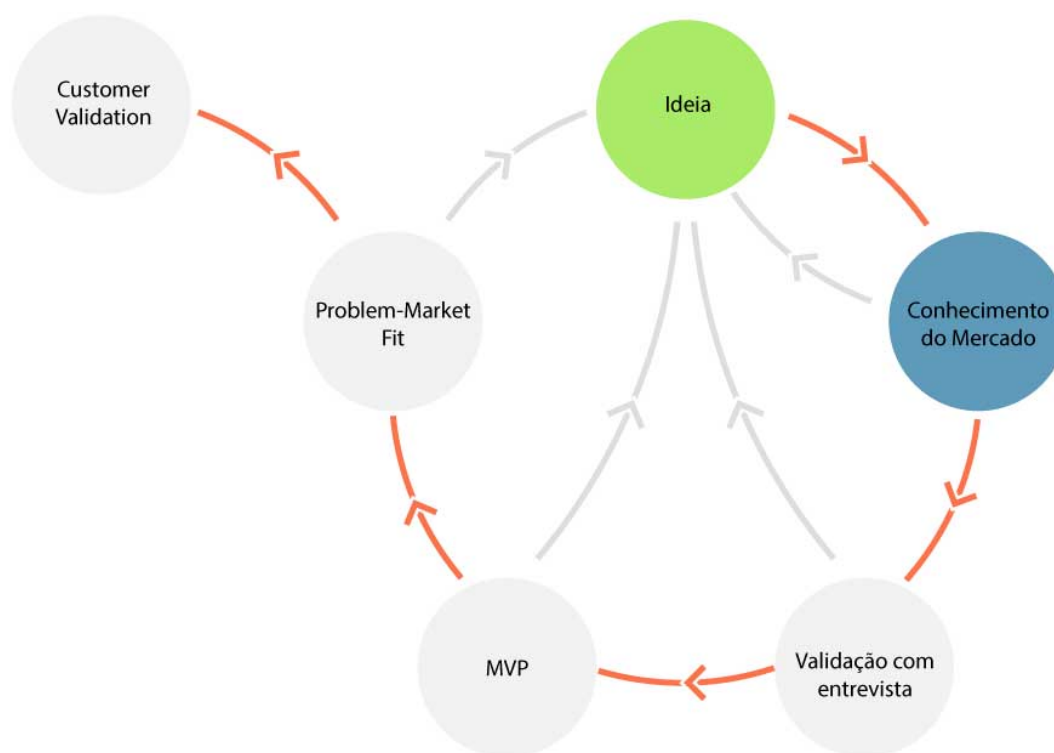 Customer
Validation
Ideia
Problem-Market
Fit
Conhecimento
do Mercado
MVP
Validação com
entrevista